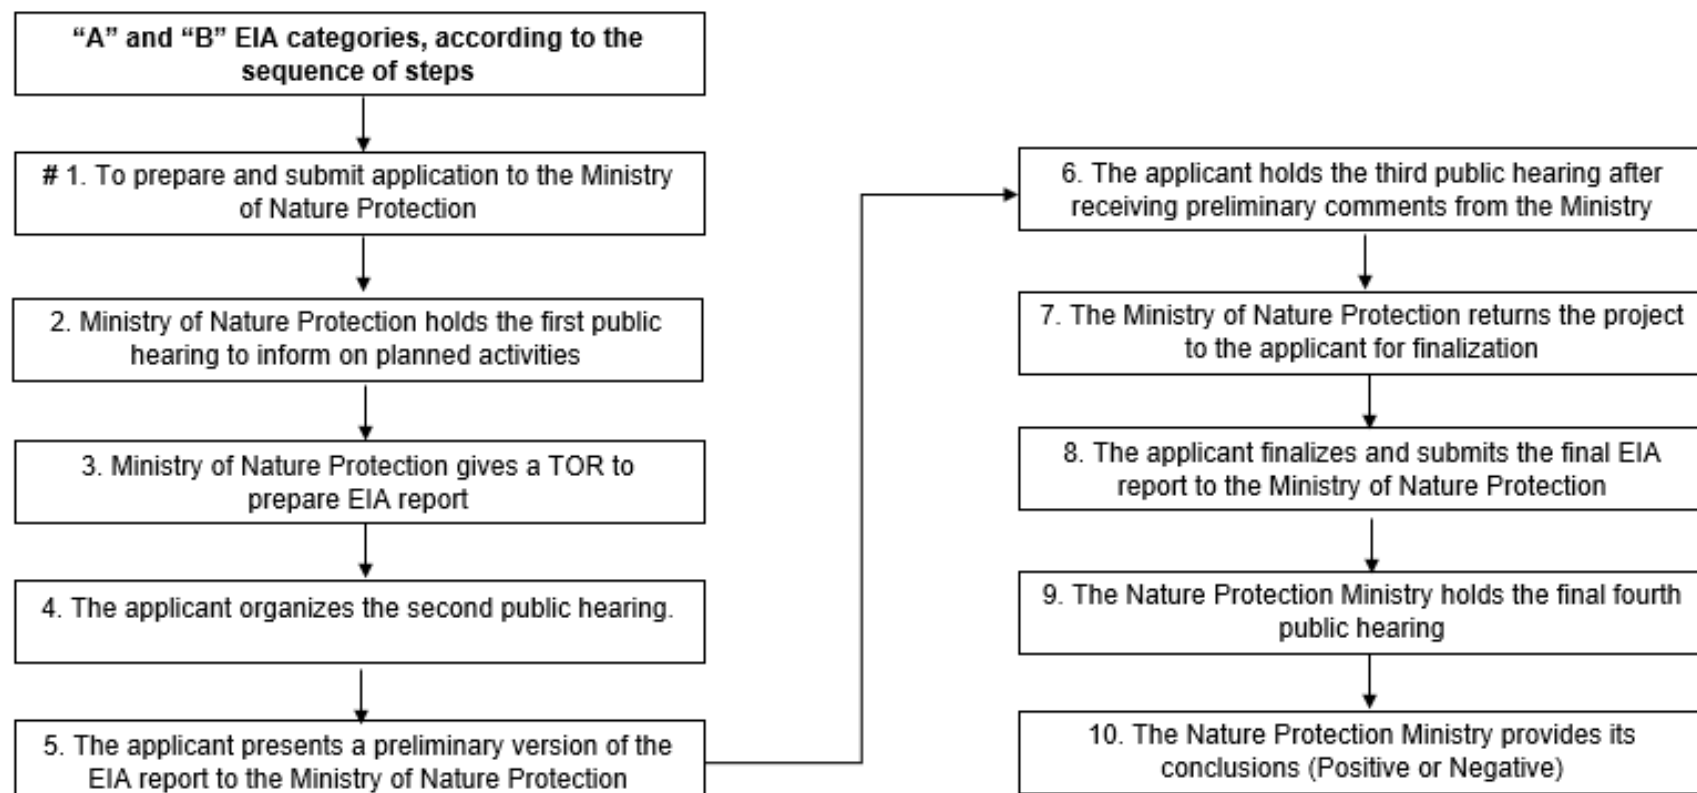 “A” and “B” EIA categories, according to the
sequence of steps
# 1. To prepare and submit application to the Ministry
of Nature Protection
2. Ministry of Nature Protection holds the first public
hearing to inform on planned activities
3. Ministry of Nature Protection gives a TOR to
prepare EIA report
4. The applicant organizes the second public hearing.
5. The applicant presents a preliminary version of the
EIA report to the Ministry of Nature Protection
6. The applicant holds the third public hearing after
receiving preliminary comments from the Ministry
7. The Ministry of Nature Protection returns the project
to the applicant for finalization
8. The applicant finalizes and submits the final EIA
report to the Ministry of Nature Protection
9. The Nature Protection Ministry holds the final fourth
public hearing
10. The Nature Protection Ministry provides its
conclusions (Positive or Negative)